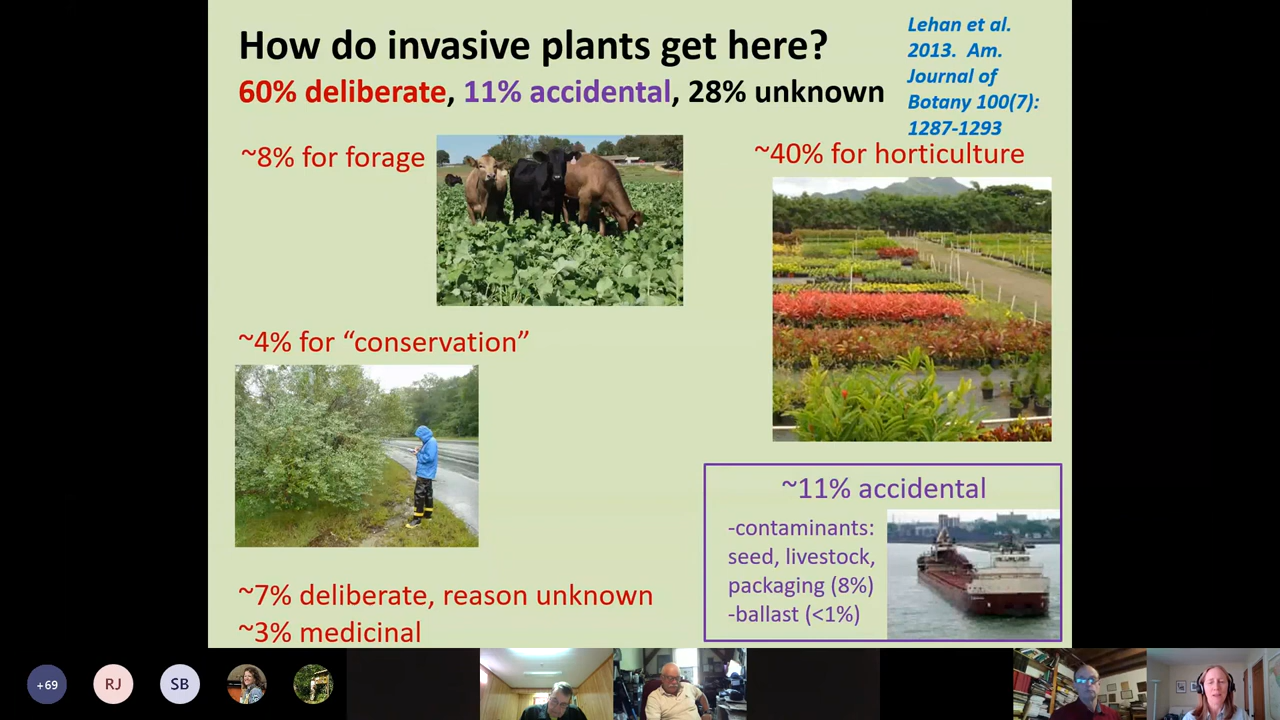 How do invasive plants get here?
60% deliberate, 11% accidental, 28% unknown
Lehan et al.
2013.  Am.
Journal of
Botany 100(7):
1287-1293
~8% for forage
~40% for horticulture
~4% for “conservation”
~11% accidental
-contaminants:
seed, livestock,
packaging (8%)
-ballast (<1%)
~7% deliberate, reason unknown
~3% medicinal
+69
RJ
SB